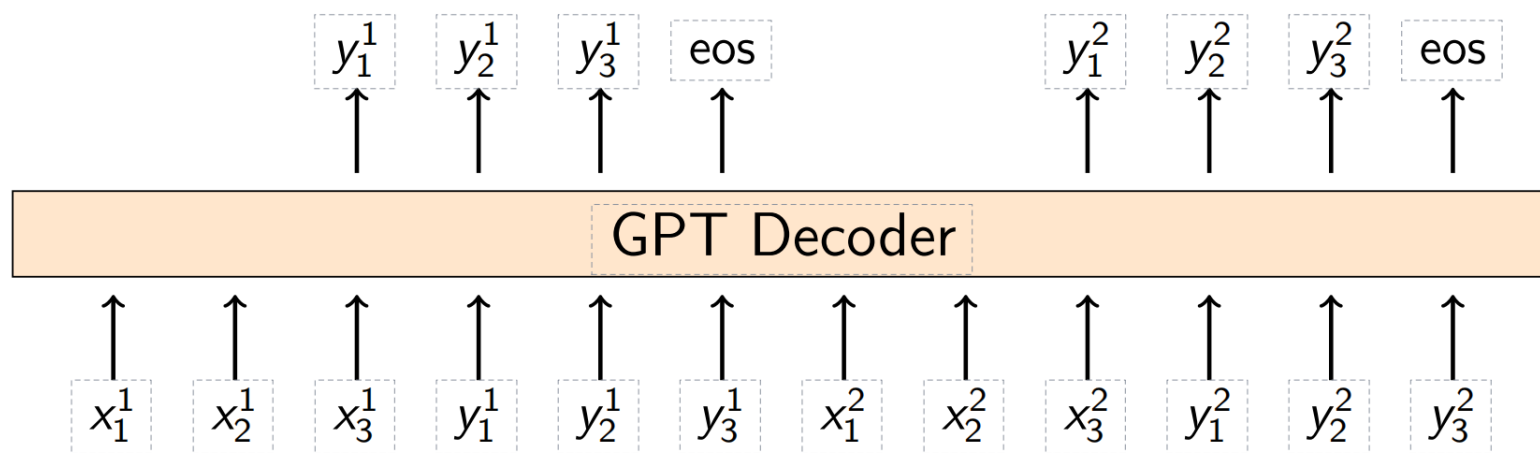 y₁¹ y₂¹ y₃¹ eos y₁² y₂² y₃² eos
GPT Decoder
x₁¹ x₂¹ x₃¹ y₁¹ y₂¹ y₃¹ x₁² x₂² x₃² y₁² y₂² y₃²